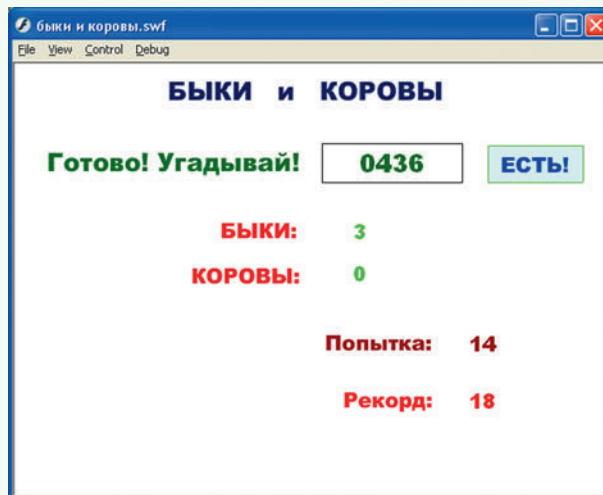 быки и коровы.swf
File View Control Debug
БЫКИ и КОРОВЫ
Готово! Угадывай! 0436 ЕСТЬ!
БЫКИ: 3
КОРОВЫ: 0
Попытка: 14
Рекорд: 18